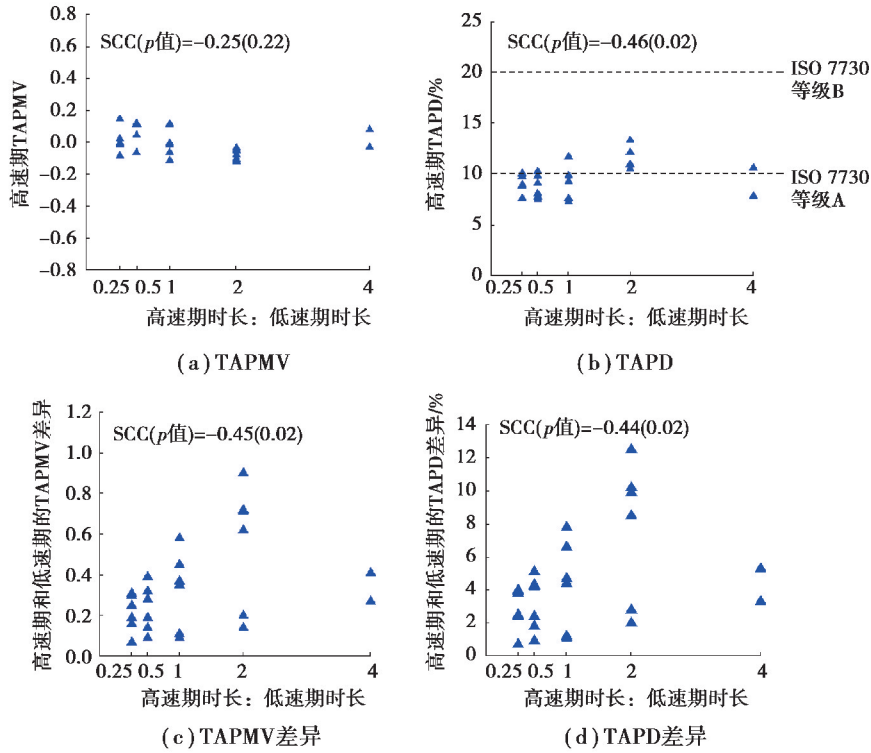 SCC(p值)=−0.25(0.22)
高速期TAPMV
0.8
0.6
0.4
0.2
0.0
−0.2
−0.4
−0.6
−0.8
0.25 0.5 1 2 4
高速期时长：低速期时长
(a)TAPMV
SCC(p值)=−0.46(0.02)
高速期TAPD/%
25
20
15
10
5
0
ISO 7730
等级B
ISO 7730
等级A
0.25 0.5 1 2 4
高速期时长：低速期时长
(b)TAPD
SCC(p值)=−0.45(0.02)
高速期和低速期的TAPMV差异
1.2
1.0
0.8
0.6
0.4
0.2
0.0
0.25 0.5 1 2 4
高速期时长：低速期时长
(c)TAPMV差异
SCC(p值)=−0.44(0.02)
高速期和低速期的TAPD差异/%
14
12
10
8
6
4
2
0
0.25 0.5 1 2 4
高速期时长：低速期时长
(d)TAPD差异